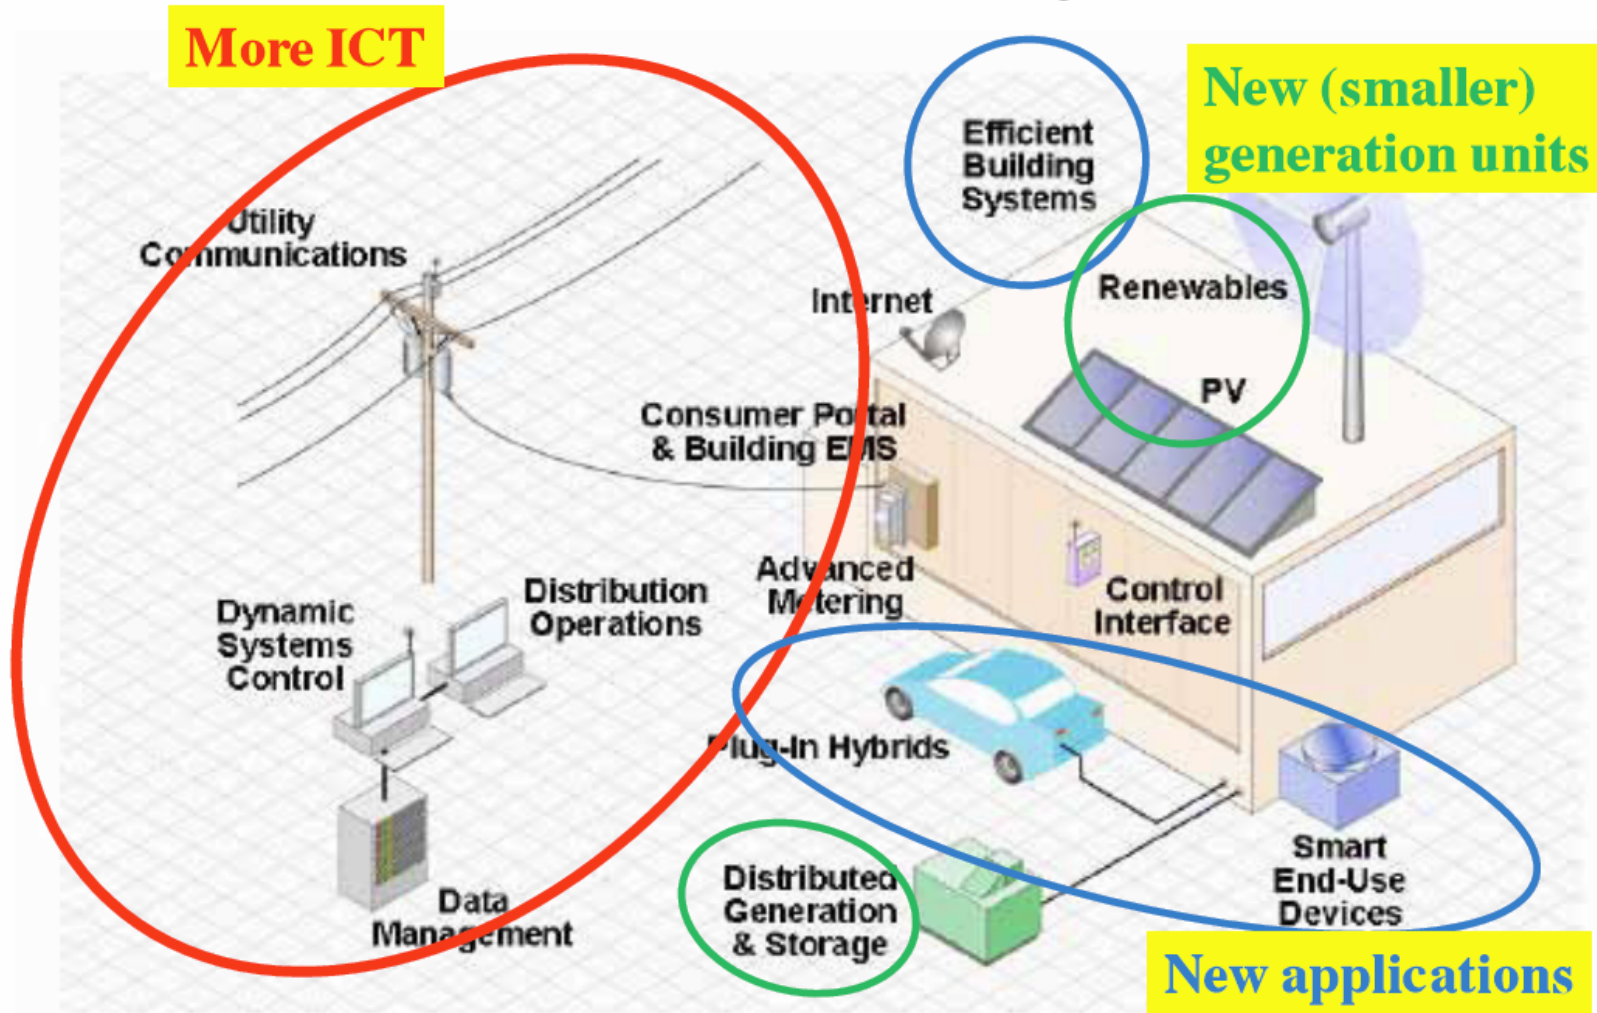 More ICT
New (smaller)
generation units
Efficient
Building
Systems
Utility
Communications
Internet
Renewables
PV
Consumer Portal
& Building EMS
Advanced
Metering
Control
Interface
Distribution
Operations
Dynamic
Systems
Control
Plug-In Hybrids
Smart
End-Use
Devices
Distributed
Generation
& Storage
Data
Management
New applications